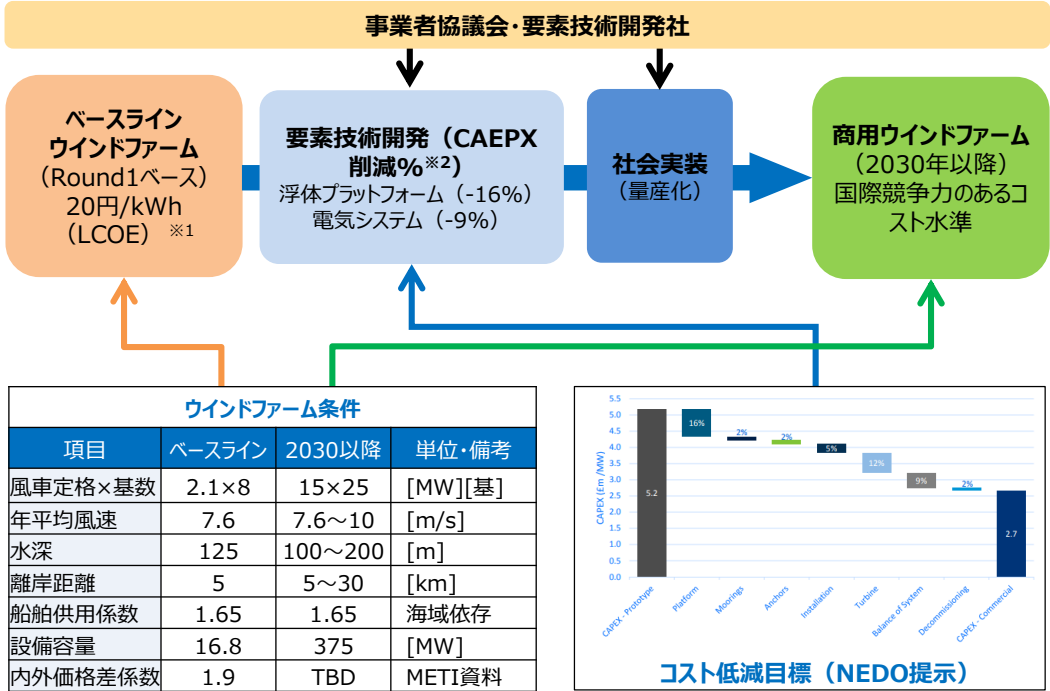 事業者協議会・要素技術開発社
ベースライン
ウインドファーム
（Round1ベース）
20円/kWh
（LCOE）※1
要素技術開発（CAEPX
削減%※2）
浮体プラットフォーム（-16%）
電気システム（-9%）
社会実装
（量産化）
商用ウインドファーム
（2030年以降）
国際競争力のあるコ
スト水準
ウインドファーム条件
項目 ベースライン 2030以降 単位・備考
風車定格×基数 2.1×8 15×25 [MW][基]
年平均風速 7.6 7.6～10 [m/s]
水深 125 100～200 [m]
離岸距離 5 5～30 [km]
船舶供用係数 1.65 1.65 海域依存
設備容量 16.8 375 [MW]
内外価格差係数 1.9 TBD METI資料
CAPEX (£m /MW)
5.5
5.0
4.5
4.0
3.5
3.0
2.5
2.0
1.5
1.0
0.5
0.0
5.2
16%
2%
2%
5%
12%
9%
2%
2.7
CAPEX - Prototype
Platform
Moorings
Anchors
Installation
Turbine
Balance of System
Decommissioning
CAPEX - Commercial
コスト低減目標（NEDO提示）